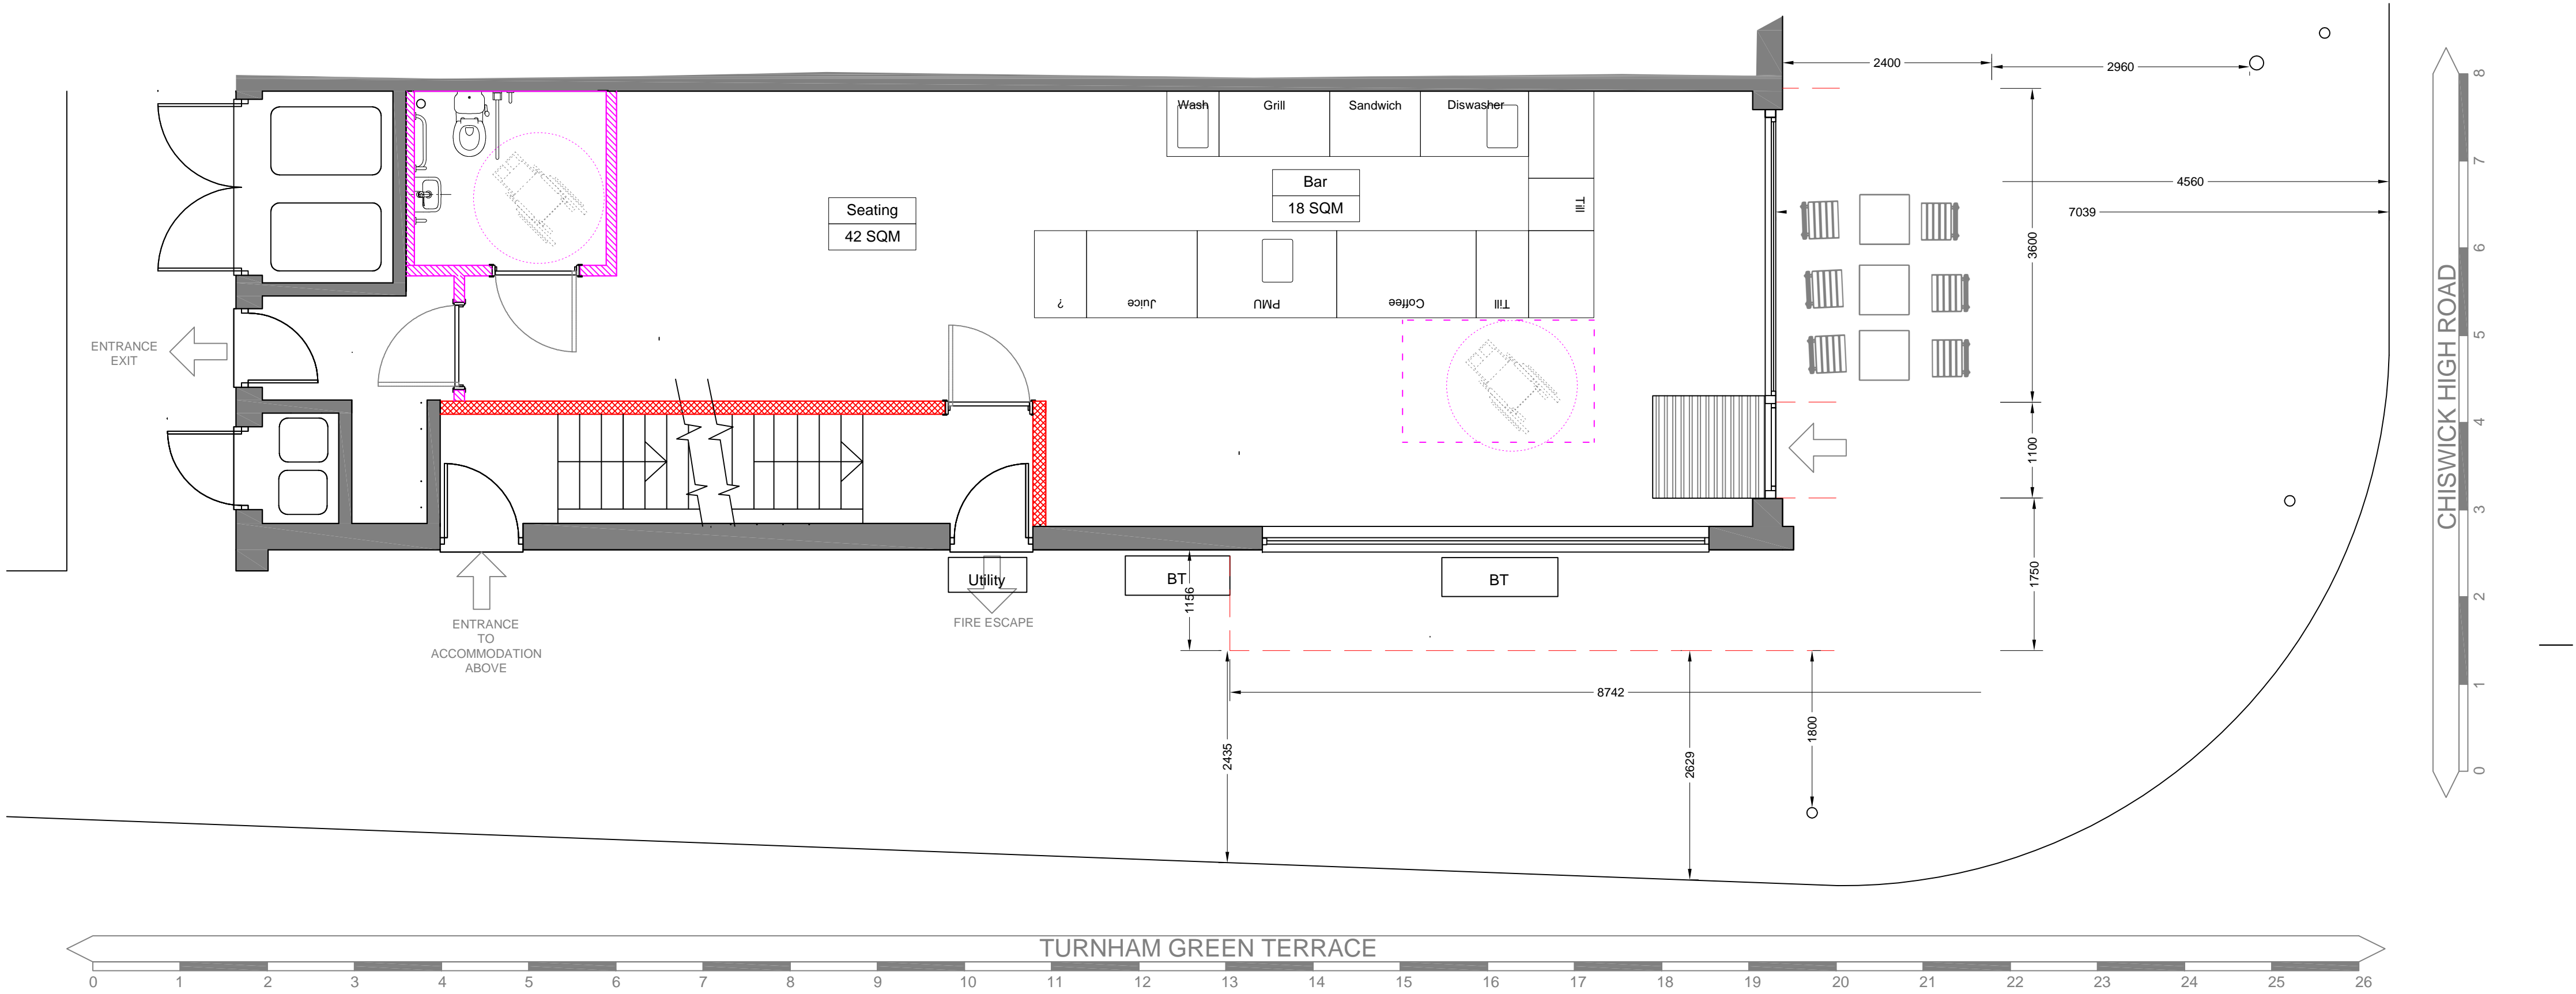 2400
2960
Wash
Grill
Sandwich
Diswasher
Bar
18 SQM
Till
Seating
42 SQM
4560
7039
3600
?
Juice
PMU
Coffee
Till
ENTRANCE
EXIT
1100
1750
Utility
BT
BT
1156
ENTRANCE
TO
ACCOMMODATION
ABOVE
FIRE ESCAPE
8742
2435
2629
1800
CHISWICK HIGH ROAD
8
7
6
5
4
3
2
1
0
TURNHAM GREEN TERRACE
0 1 2 3 4 5 6 7 8 9 10 11 12 13 14 15 16 17 18 19 20 21 22 23 24 25 26